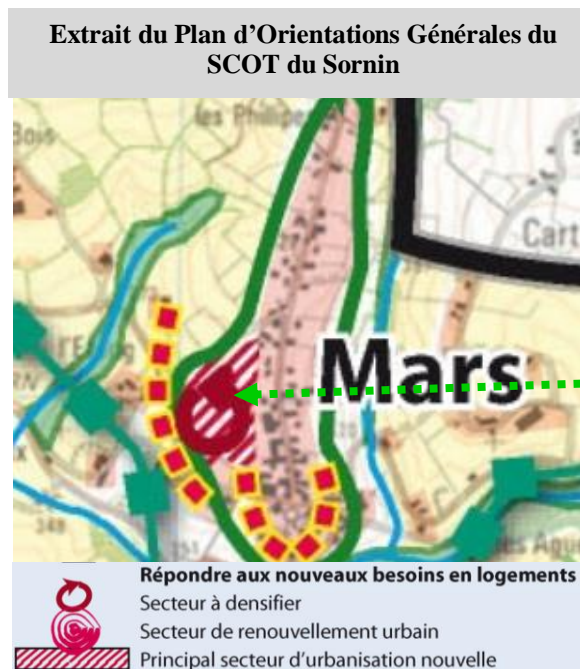 Extrait du Plan d’Orientations Générales du
SCOT du Sornin
les Philipes
Bois
Cart
Mars
348
351
Répondre aux nouveaux besoins en logements
Secteur à densifier
Secteur de renouvellement urbain
Principal secteur d’urbanisation nouvelle